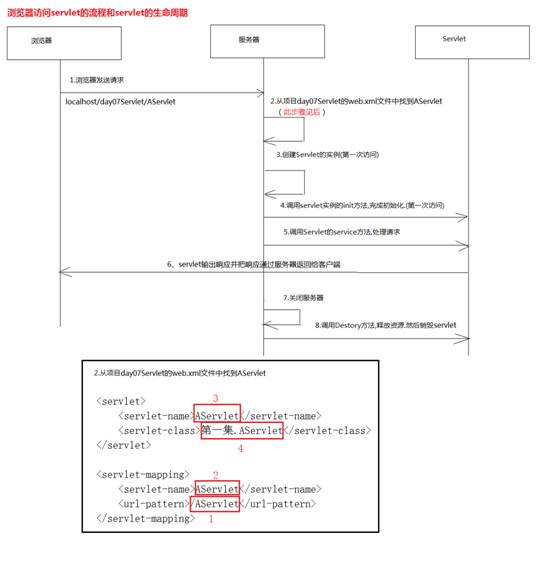 浏览器访问servlet的流程和servlet的生命周期
浏览器
服务器
Servlet
1.浏览器发送请求
localhost/day07Servlet/AServlet
2.从项目day07Servlet的web.xml文件中找到AServlet
（此步骤见后）
3.创建Servlet的实例(第一次访问)
4.调用servlet实例的init方法,完成初始化.(第一次访问)
5.调用Servlet的service方法,处理请求
6、servlet输出响应并把响应通过服务器返回给客户端
7.关闭服务器
8.调用Destory方法,释放资源.然后销毁servlet
2.从项目day07Servlet的web.xml文件中找到AServlet
<servlet>
3
<servlet-name>AServlet</servlet-name>
<servlet-class>第一集.AServlet</servlet-class>
</servlet>
4
<servlet-mapping>
2
<servlet-name>AServlet</servlet-name>
<url-pattern>/AServlet</url-pattern>
</servlet-mapping>
1